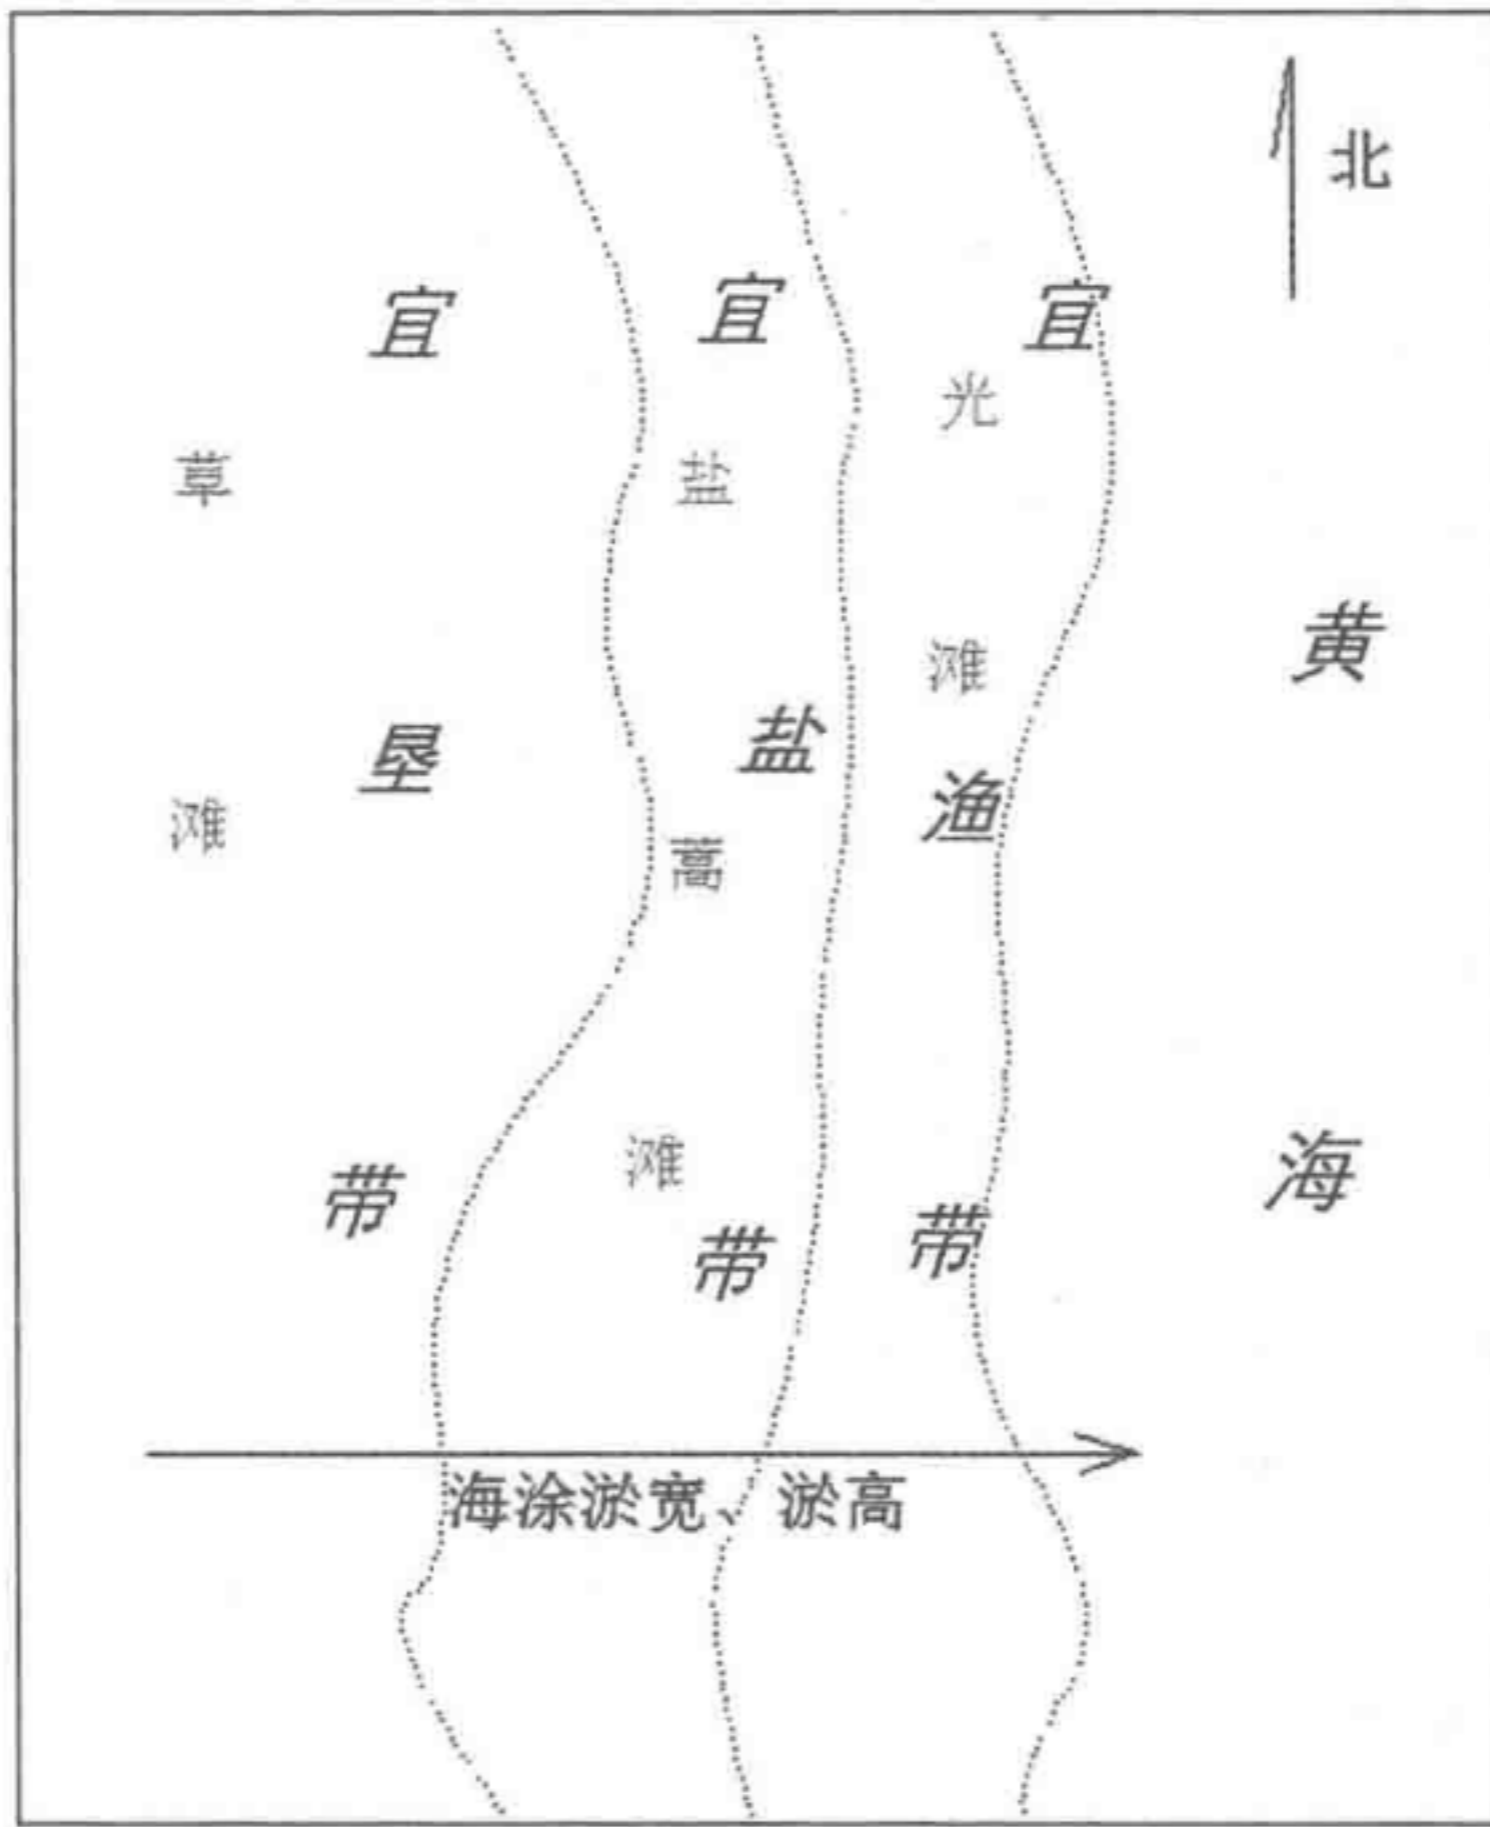 北
宜垦带
草滩
宜盐带
盐蒿滩
宜渔带
光滩
黄海
海涂淤宽、淤高